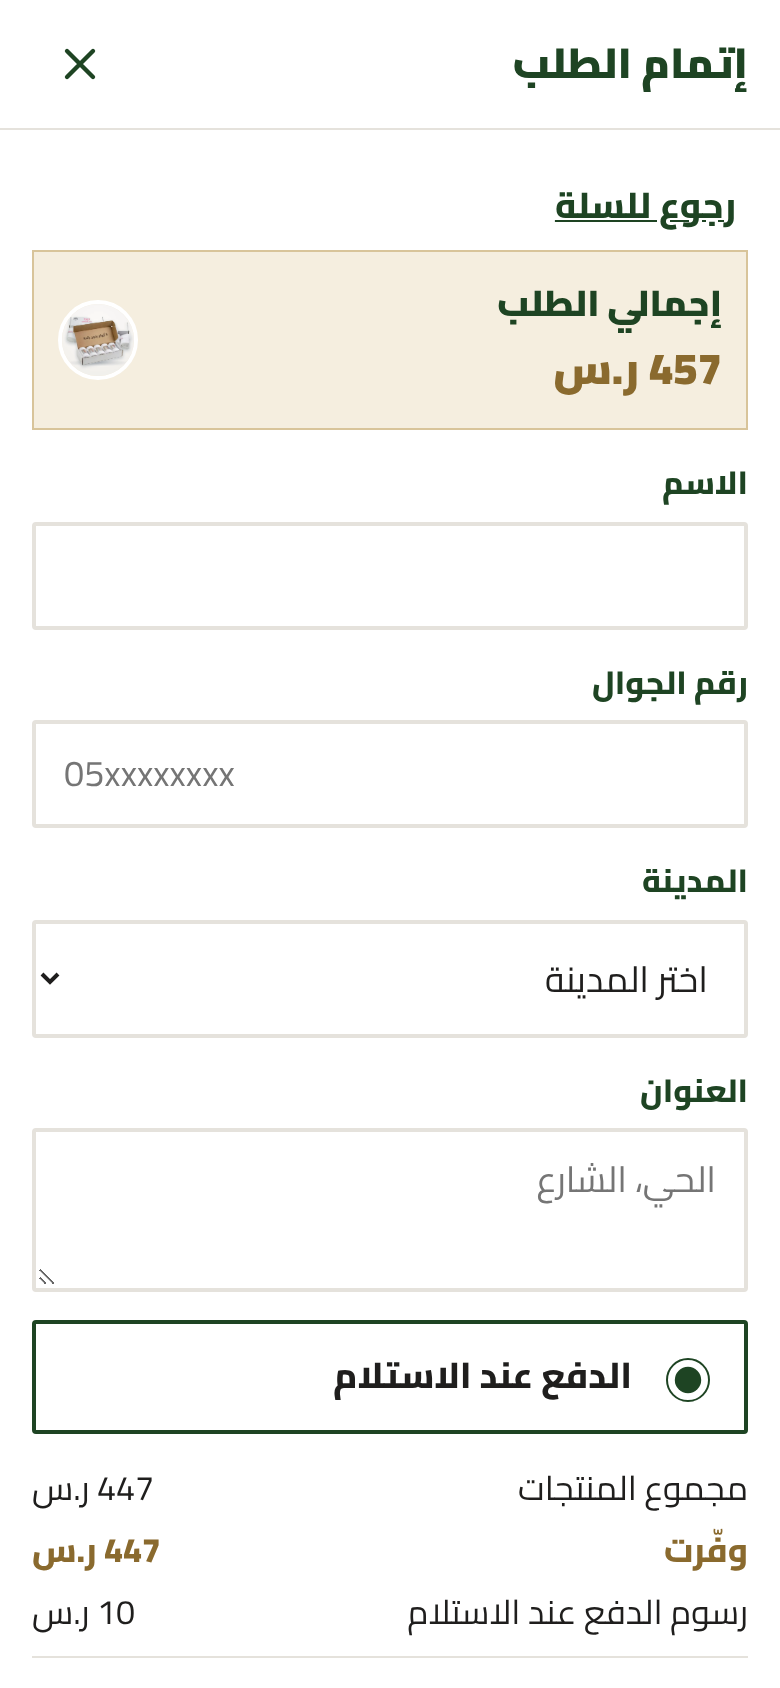 إتمام الطلب
رجوع للسلة
إجمالي الطلب
457 ر.س
الاسم
رقم الجوال
05xxxxxxxx
المدينة
اختر المدينة
العنوان
الحي، الشارع
الدفع عند الاستلام
مجموع المنتجات 447 ر.س
وفّرت 447 ر.س
رسوم الدفع عند الاستلام 10 ر.س